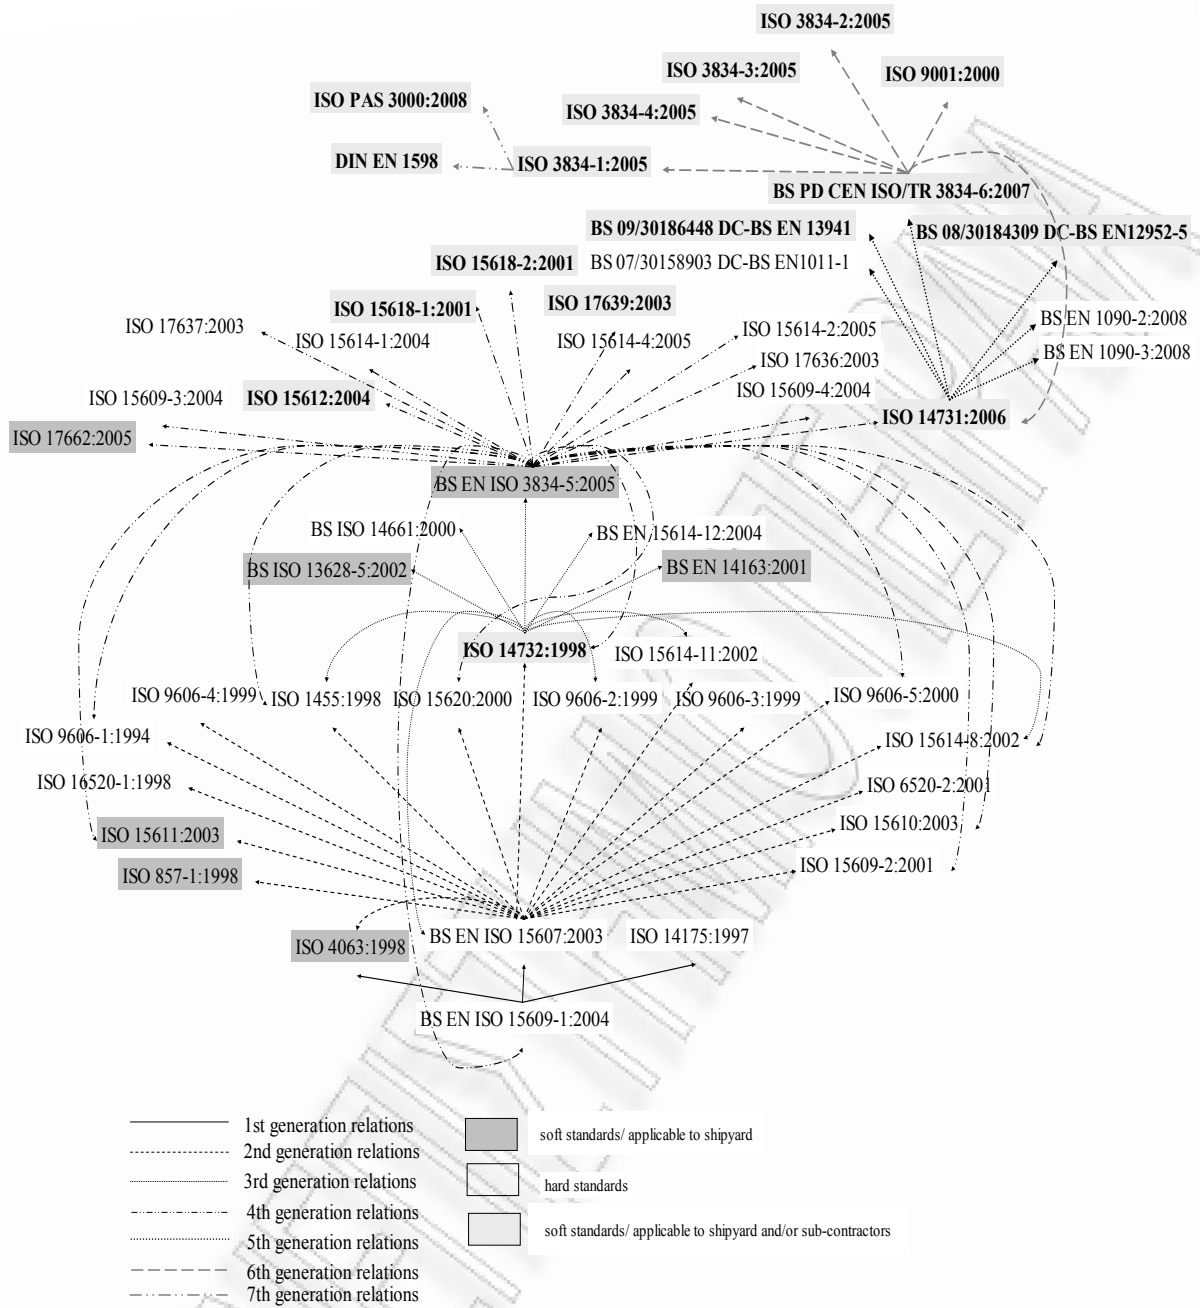 ISO 3834-2:2005
ISO 3834-3:2005
ISO 9001:2000
ISO PAS 3000:2008
ISO 3834-4:2005
DIN EN 1598
ISO 3834-1:2005
BS PD CEN ISO/TR 3834-6:2007
BS 09/30186448 DC-BS EN 13941
BS 08/30184309 DC-BS EN12952-5
BS 07/30158903 DC-BS EN1011-1
ISO 15618-2:2001
ISO 15618-1:2001
ISO 17639:2003
ISO 17637:2003
ISO 15614-1:2004
ISO 15614-4:2005
ISO 15614-2:2005
BS EN 1090-2:2008
ISO 17636:2003
BS EN 1090-3:2008
ISO 15609-3:2004
ISO 15612:2004
ISO 15609-4:2004
ISO 14731:2006
ISO 17662:2005
BS EN ISO 3834-5:2005
BS ISO 14661:2000
BS EN 15614-12:2004
BS ISO 13628-5:2002
BS EN 14163:2001
ISO 14732:1998
ISO 15614-11:2002
ISO 9606-4:1999
ISO 1455:1998
ISO 15620:2000
ISO 9606-2:1999
ISO 9606-3:1999
ISO 9606-5:2000
ISO 9606-1:1994
ISO 15614-8:2002
ISO 16520-1:1998
ISO 6520-2:2001
ISO 15611:2003
ISO 15610:2003
ISO 857-1:1998
ISO 15609-2:2001
ISO 4063:1998
BS EN ISO 15607:2003
ISO 14175:1997
BS EN ISO 15609-1:2004
1st generation relations
2nd generation relations
3rd generation relations
4th generation relations
5th generation relations
6th generation relations
7th generation relations
soft standards/ applicable to shipyard
hard standards
soft standards/ applicable to shipyard and/or sub-contractors